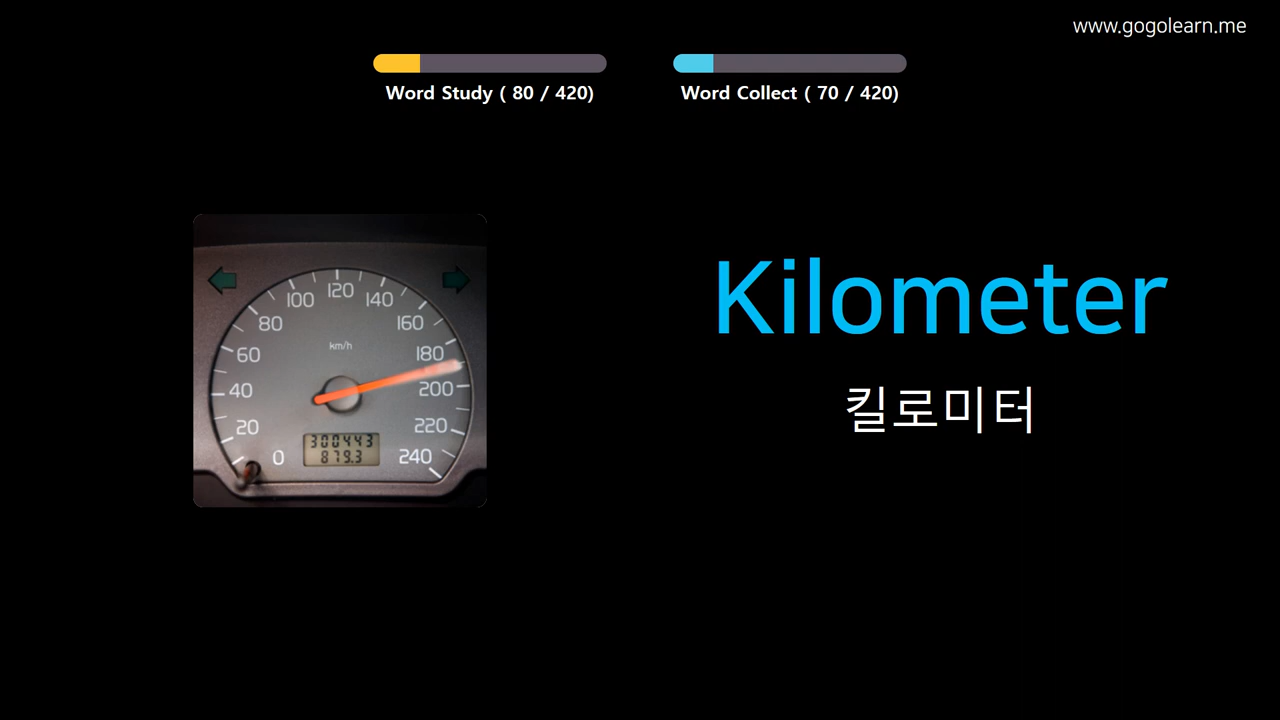 www.gogolearn.me
Word Study ( 80 / 420)
Word Collect ( 70 / 420)
Kilometer
킬로미터
120
100
140
80
160
km/h
60
180
40
200
20
220
300443
0
240
879.3